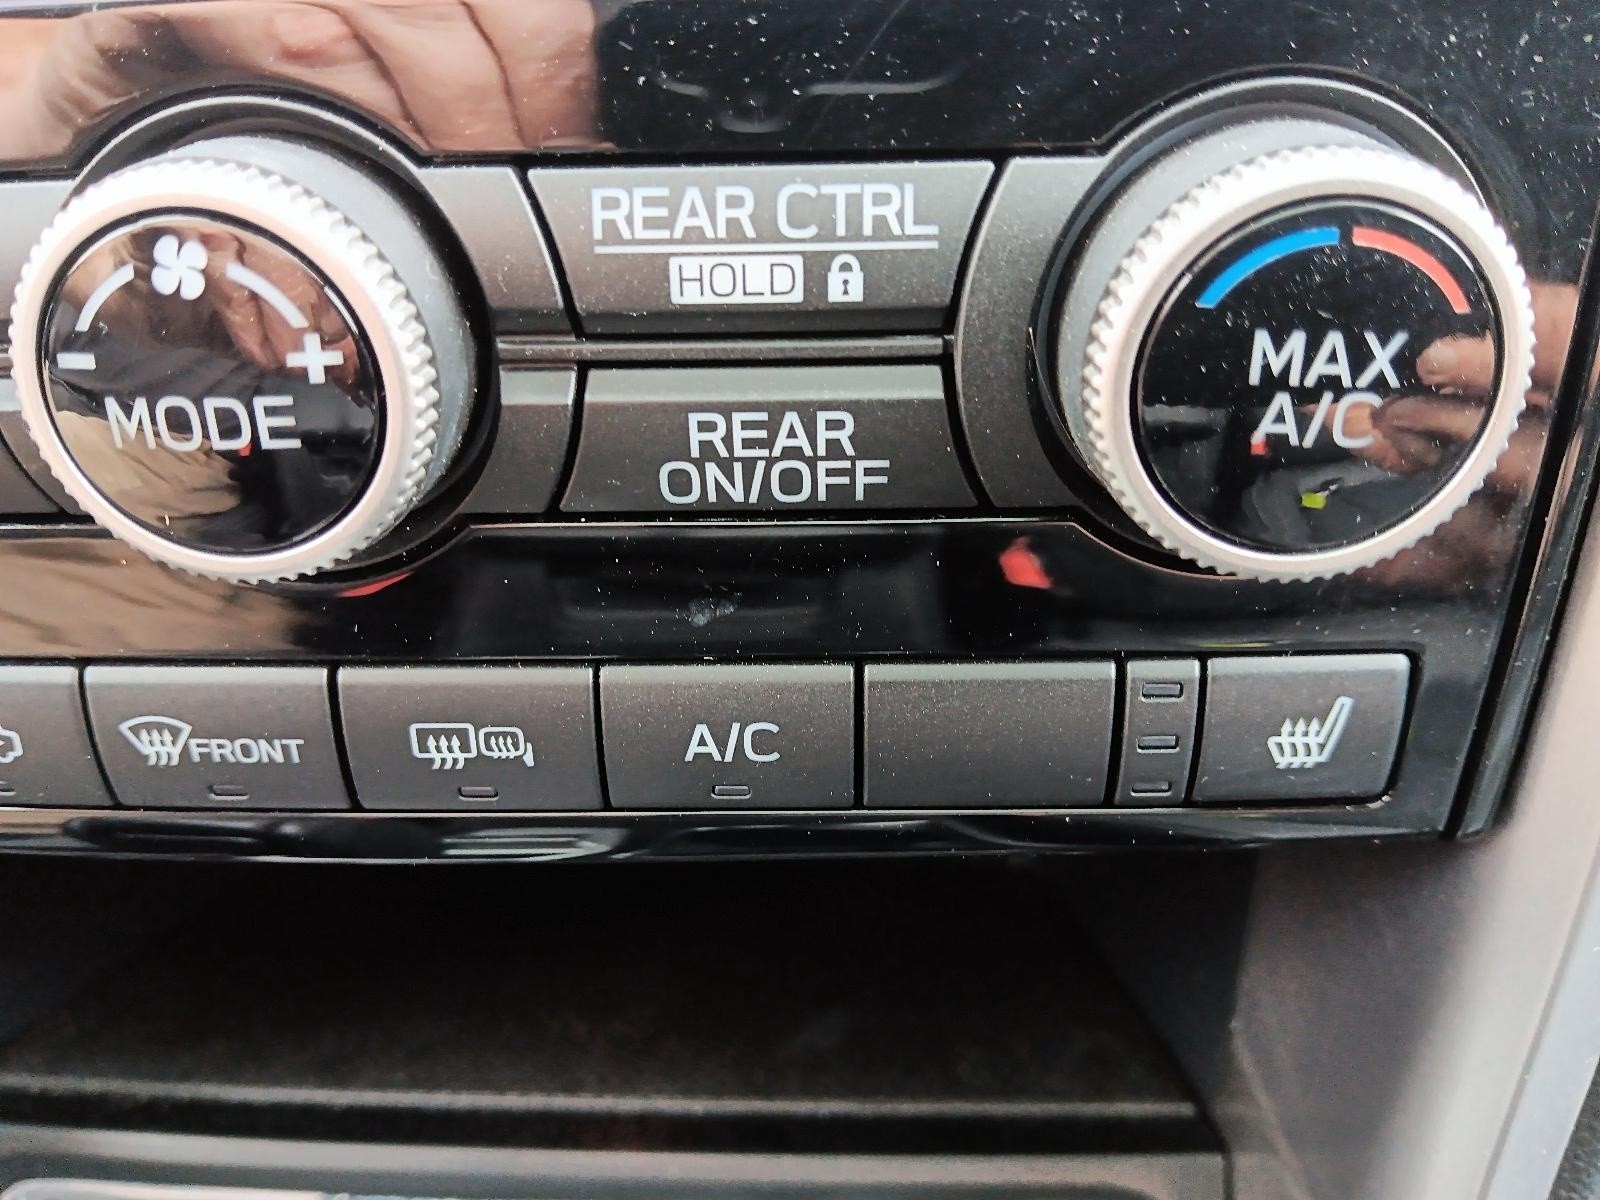 REAR CTRL
HOLD
- +
MODE
MAX
A/C
REAR
ON/OFF
FRONT
A/C